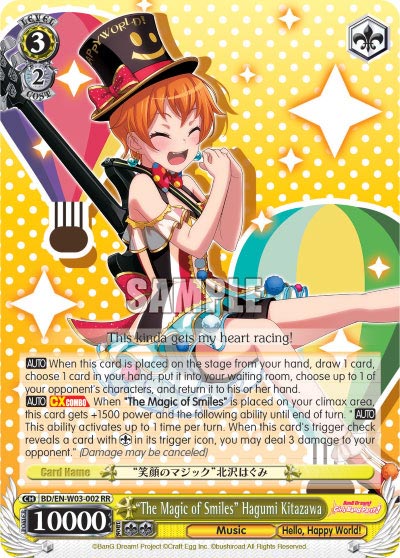 LEVEL
3
2
COST
HAPPY WORLD!
SAMPLE
This kinda gets my heart racing!
AUTO When this card is placed on the stage from your hand, draw 1 card,
choose 1 card in your hand, put it into your waiting room, choose up to 1 of
your opponent's characters, and return it to his or her hand.
AUTO CX COMBO When "The Magic of Smiles" is placed on your climax area,
this card gets +1500 power and the following ability until end of turn. "AUTO
This ability activates up to 1 time per turn. When this card's trigger check
reveals a card with in its trigger icon, you may deal 3 damage to your
opponent." (Damage may be canceled)
Card Name
"笑顔のマジック"北沢はぐみ
CH BD/EN-W03-002 RR
"The Magic of Smiles" Hagumi Kitazawa
BanG Dream!
Girls Band Party!
10000
Music
Hello, Happy World!
©BanG Dream! Project ©Craft Egg Inc. ©bushiroad All Rights Reserved.